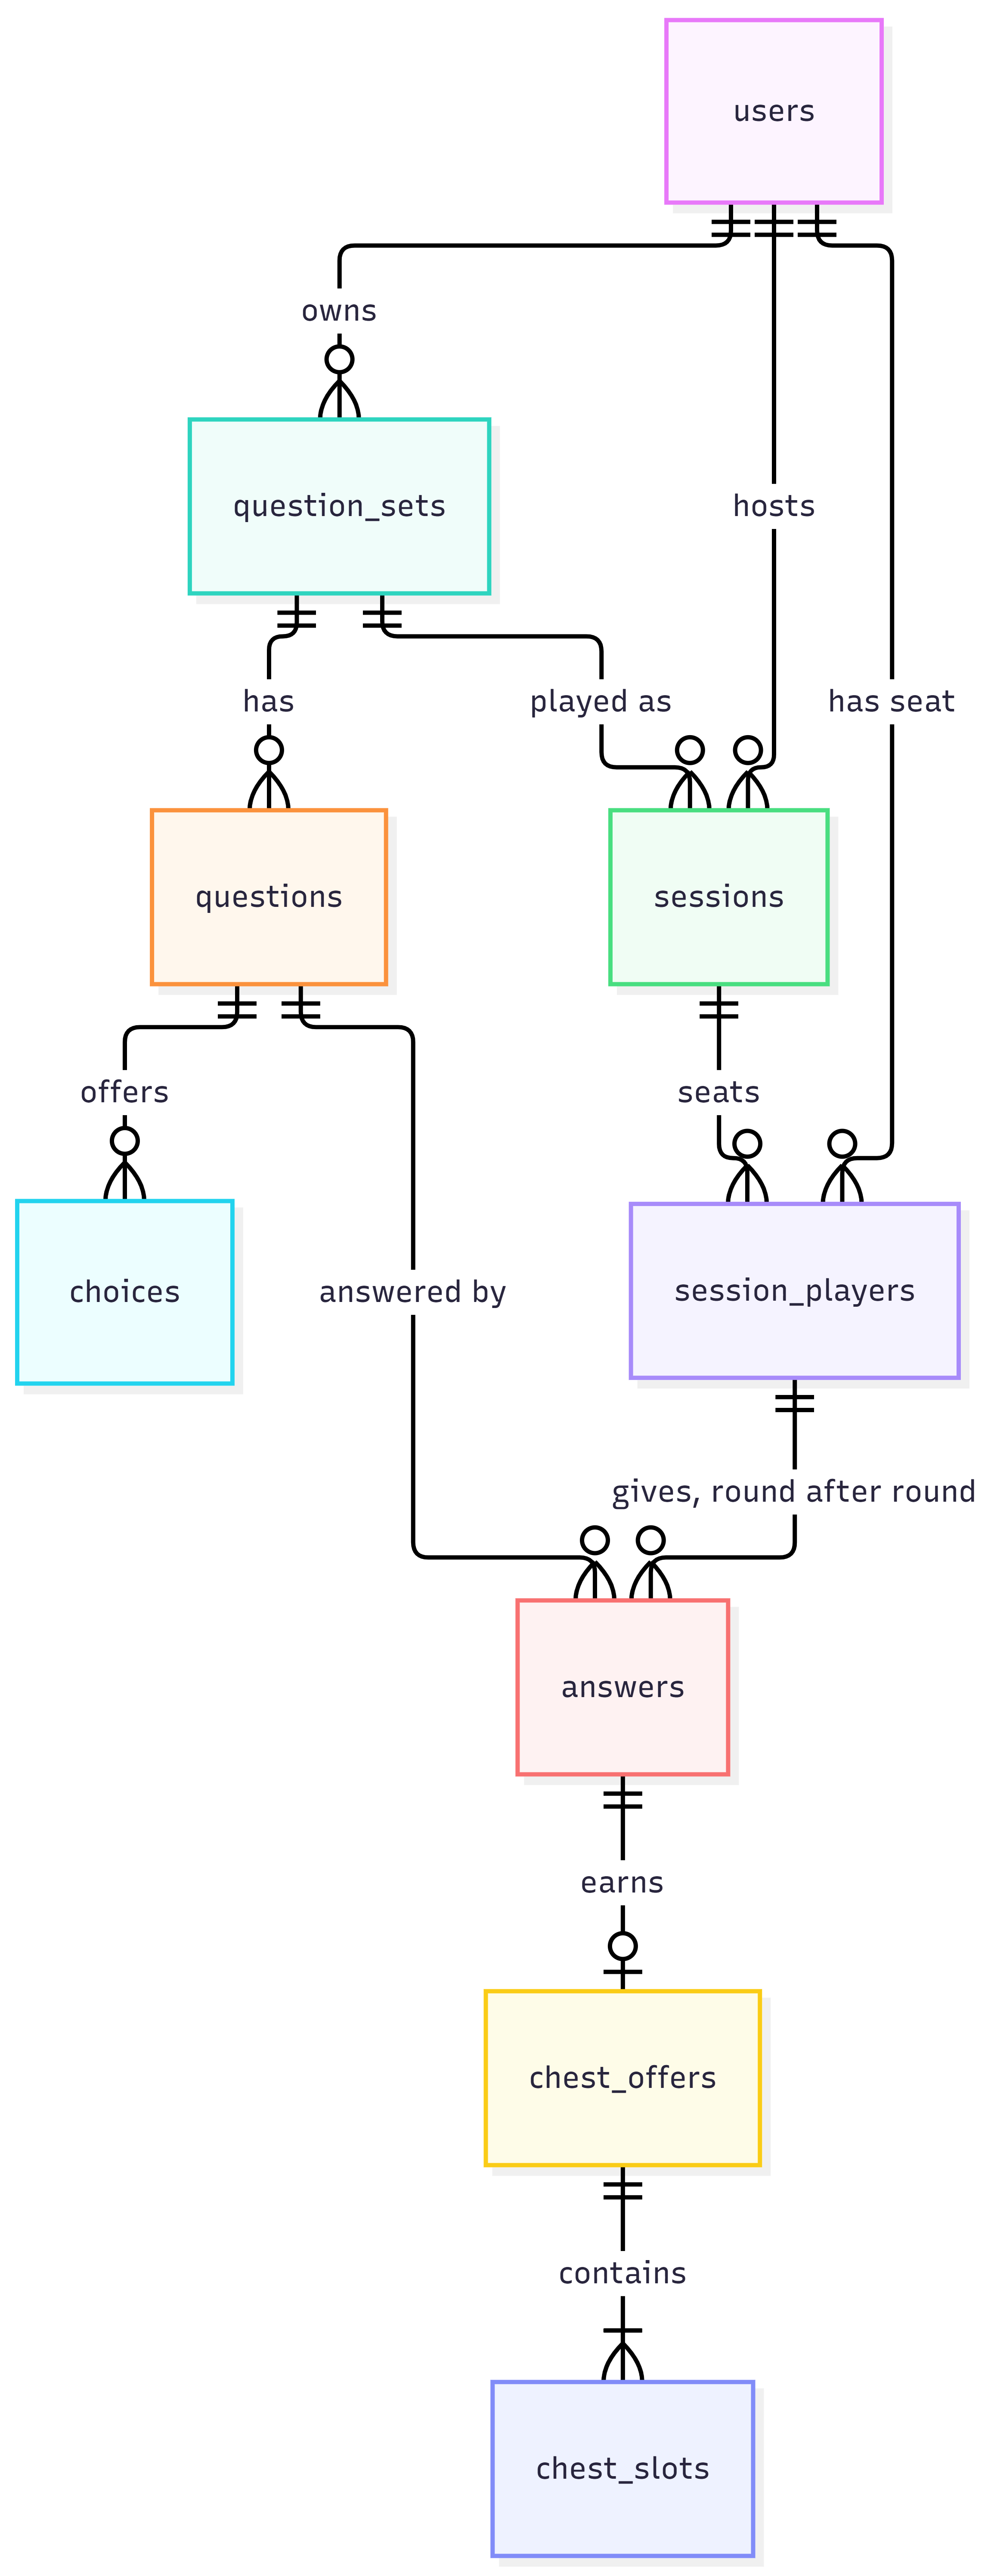 users
owns
question_sets
hosts
has
played as
has seat
questions
sessions
offers
seats
choices
answered by
session_players
gives, round after round
answers
earns
chest_offers
contains
chest_slots